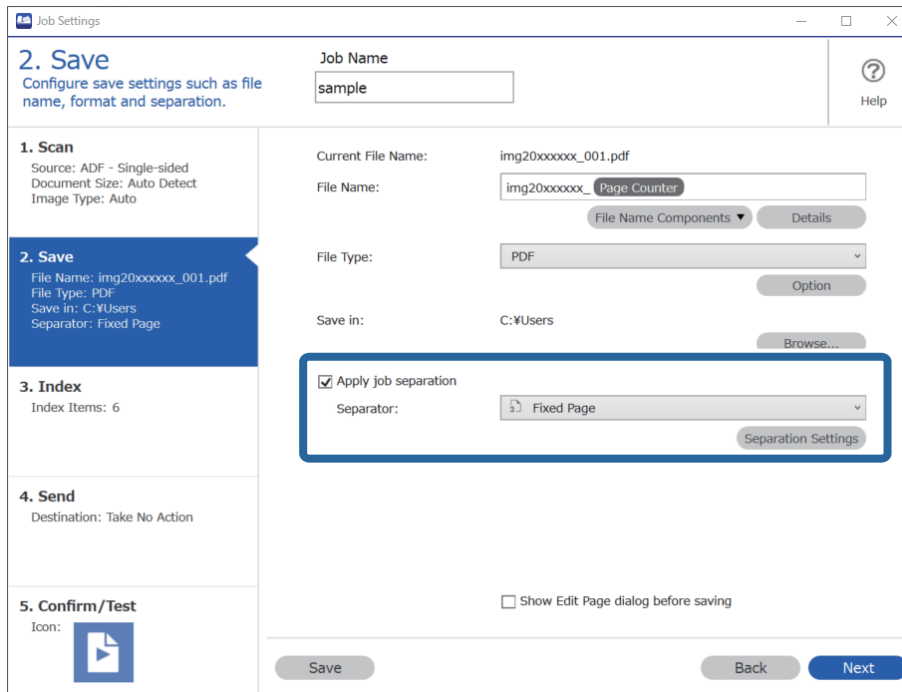 Job Settings
2. Save
Configure save settings such as file
name, format and separation.
Job Name
sample
Help
1. Scan
Source: ADF - Single-sided
Document Size: Auto Detect
Image Type: Auto
2. Save
File Name: img20xxxxxx_001.pdf
File Type: PDF
Save in: C:¥Users
Separator: Fixed Page
3. Index
Index Items: 6
4. Send
Destination: Take No Action
5. Confirm/Test
Icon:
Current File Name: img20xxxxxx_001.pdf
File Name: img20xxxxxx_ Page Counter
File Name Components Details
File Type: PDF
Option
Save in: C:¥Users
Browse...
Apply job separation
Separator: Fixed Page
Separation Settings
Show Edit Page dialog before saving
Save Back Next